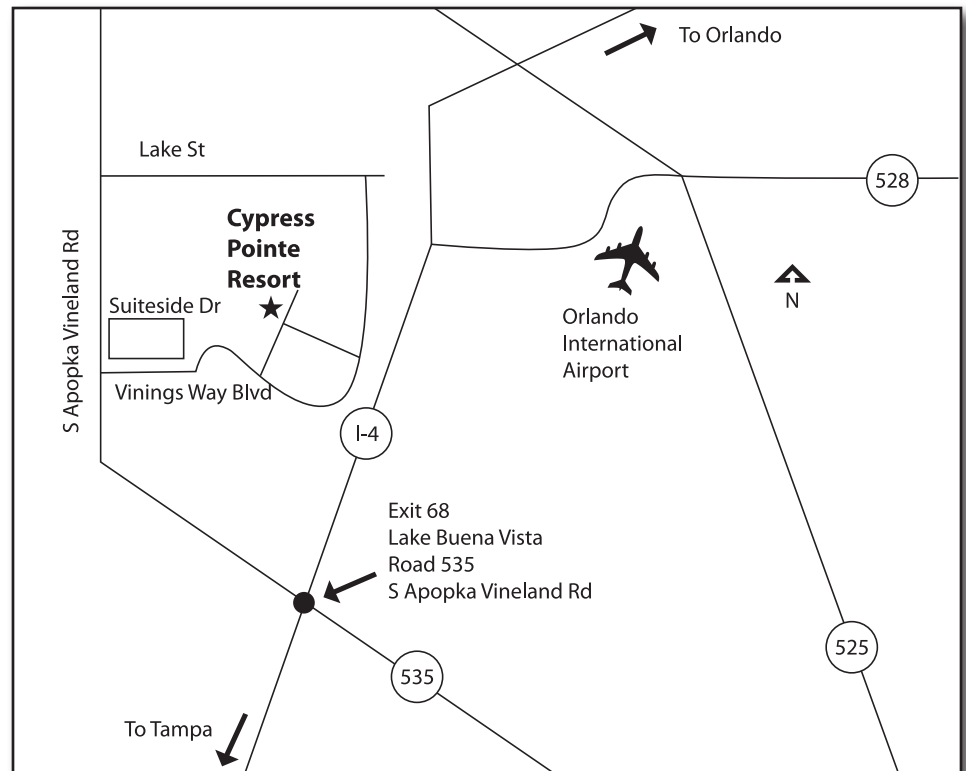 To Orlando
Lake St
528
Cypress
Pointe
Resort
S Apopka Vineland Rd
N
Suiteside Dr
Orlando
International
Airport
Vinings Way Blvd
I-4
Exit 68
Lake Buena Vista
Road 535
S Apopka Vineland Rd
525
535
To Tampa